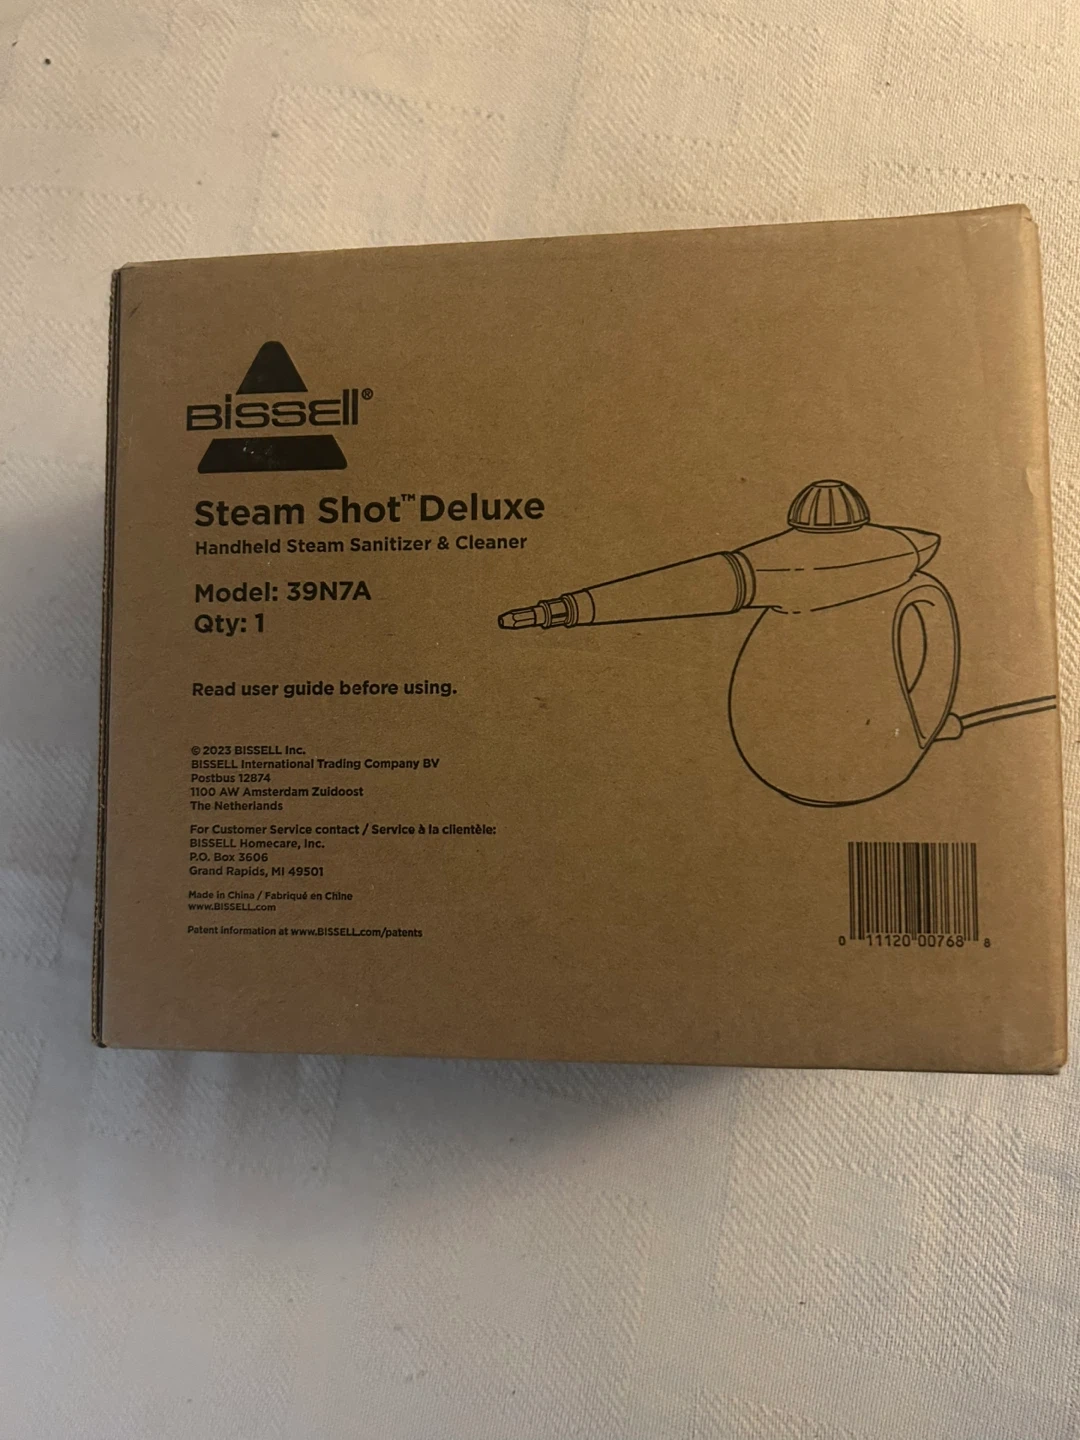 BISSELL®
Steam Shot™ Deluxe
Handheld Steam Sanitizer & Cleaner
Model: 39N7A
Qty: 1
Read user guide before using.
© 2023 BISSELL Inc.
BISSELL International Trading Company BV
Postbus 12874
1100 AW Amsterdam Zuidoost
The Netherlands
For Customer Service contact / Service à la clientèle:
BISSELL Homecare, Inc.
P.O. Box 3606
Grand Rapids, MI 49501
Made in China / Fabriqué en Chine
www.BISSELL.com
Patent information at www.BISSELL.com/patents
0 11120 00768 8